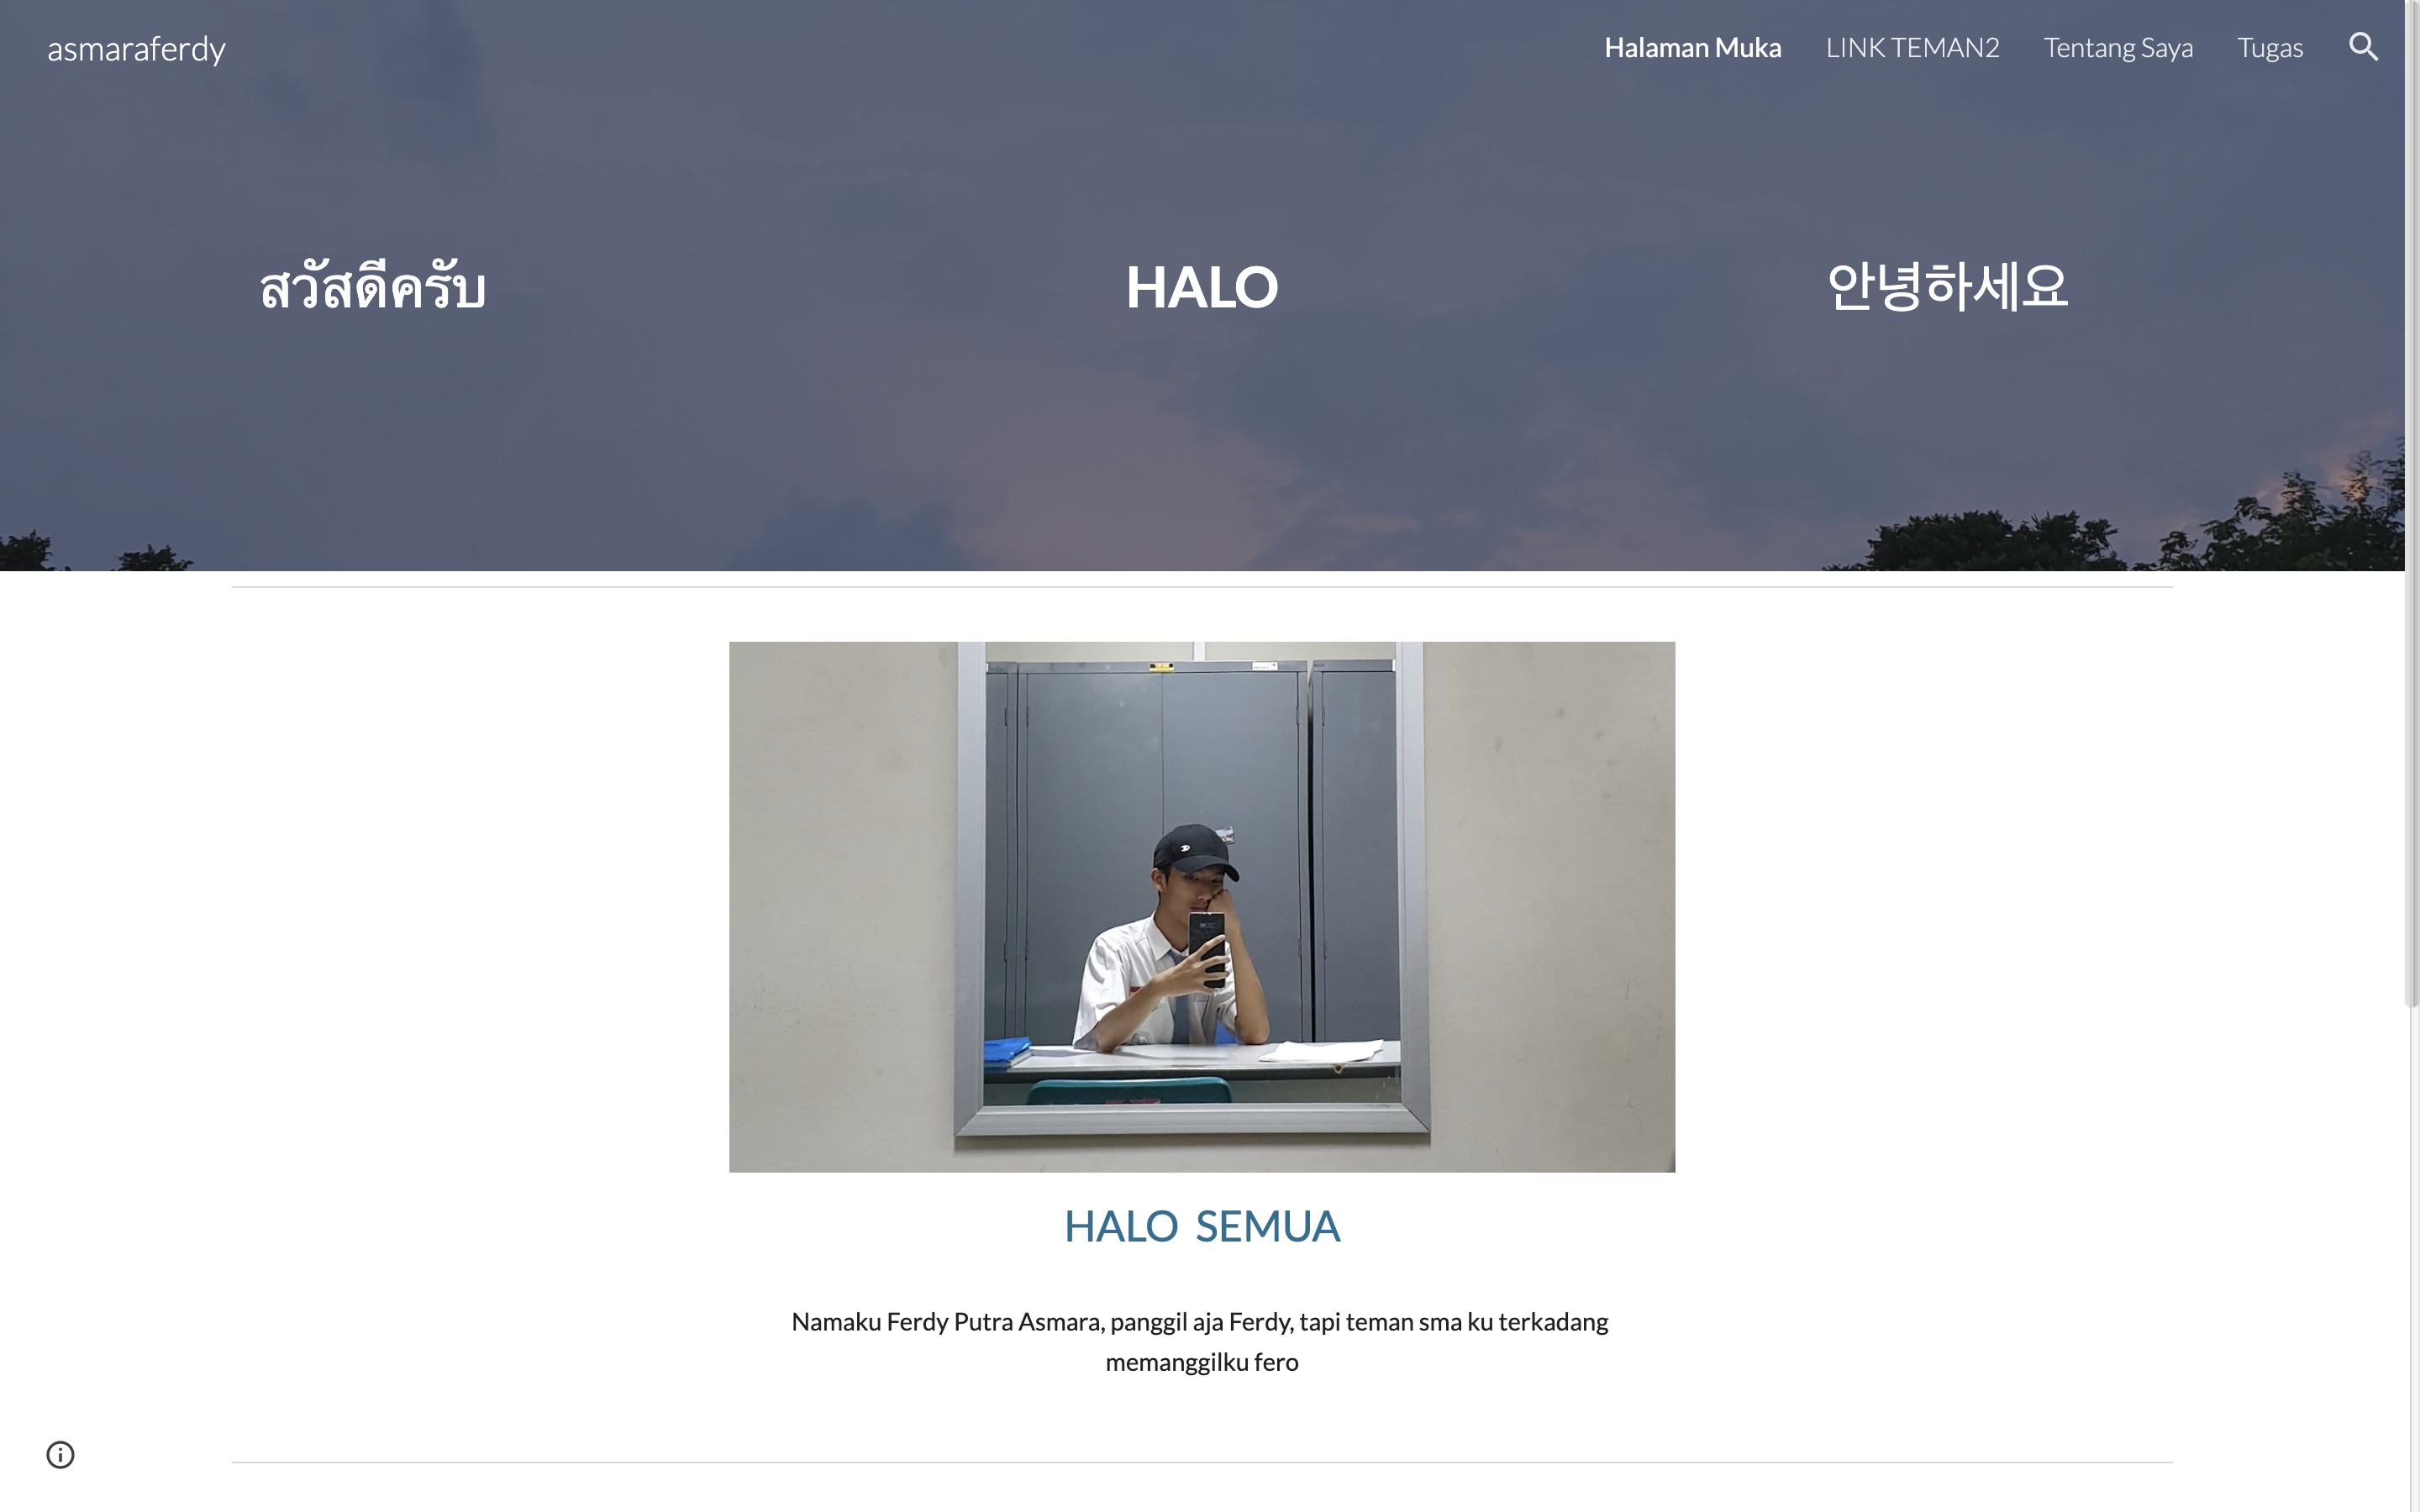 asmaraferdy
Halaman Muka LINK TEMAN2 Tentang Saya Tugas
สวัสดีครับ HALO 안녕하세요
HALO SEMUA
Namaku Ferdy Putra Asmara, panggil aja Ferdy, tapi teman sma ku terkadang
memanggilku fero